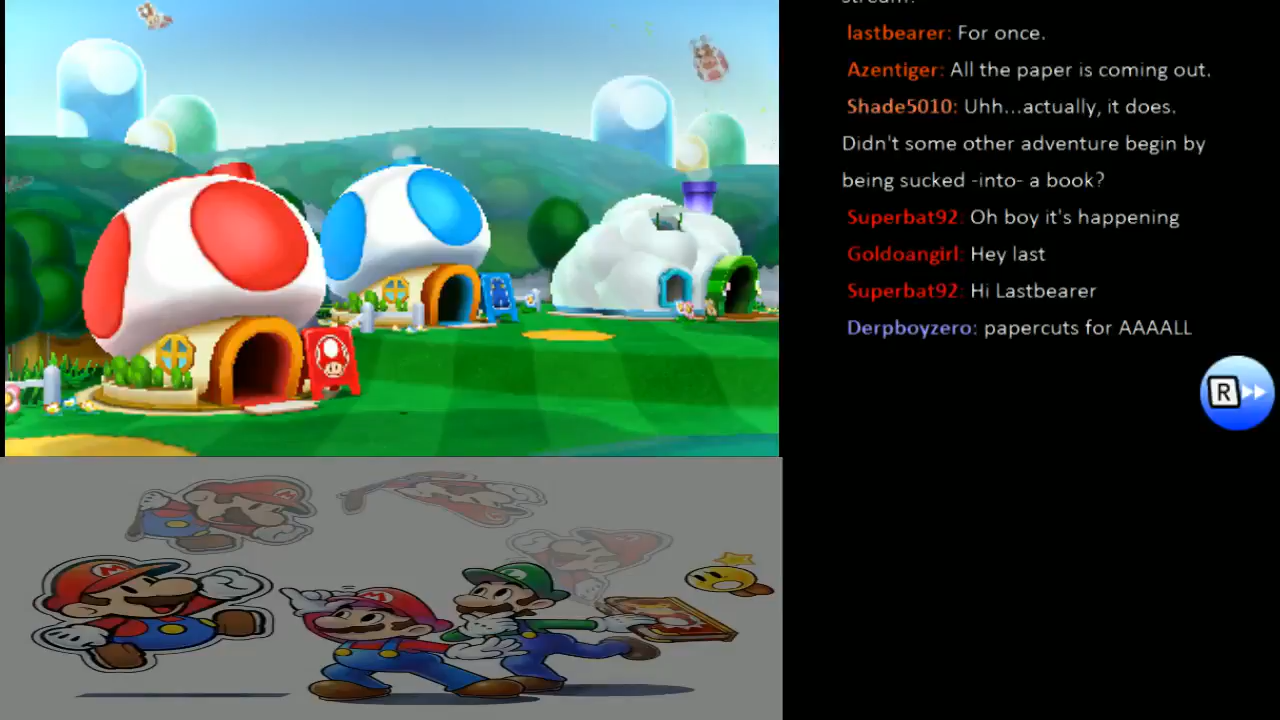 lastbearer: For once.
Azentiger: All the paper is coming out.
Shade5010: Uhh...actually, it does.
Didn't some other adventure begin by
being sucked -into- a book?
Superbat92: Oh boy it's happening
Goldoangirl: Hey last
Superbat92: Hi Lastbearer
Derpboyzero: papercuts for AAAALL
R